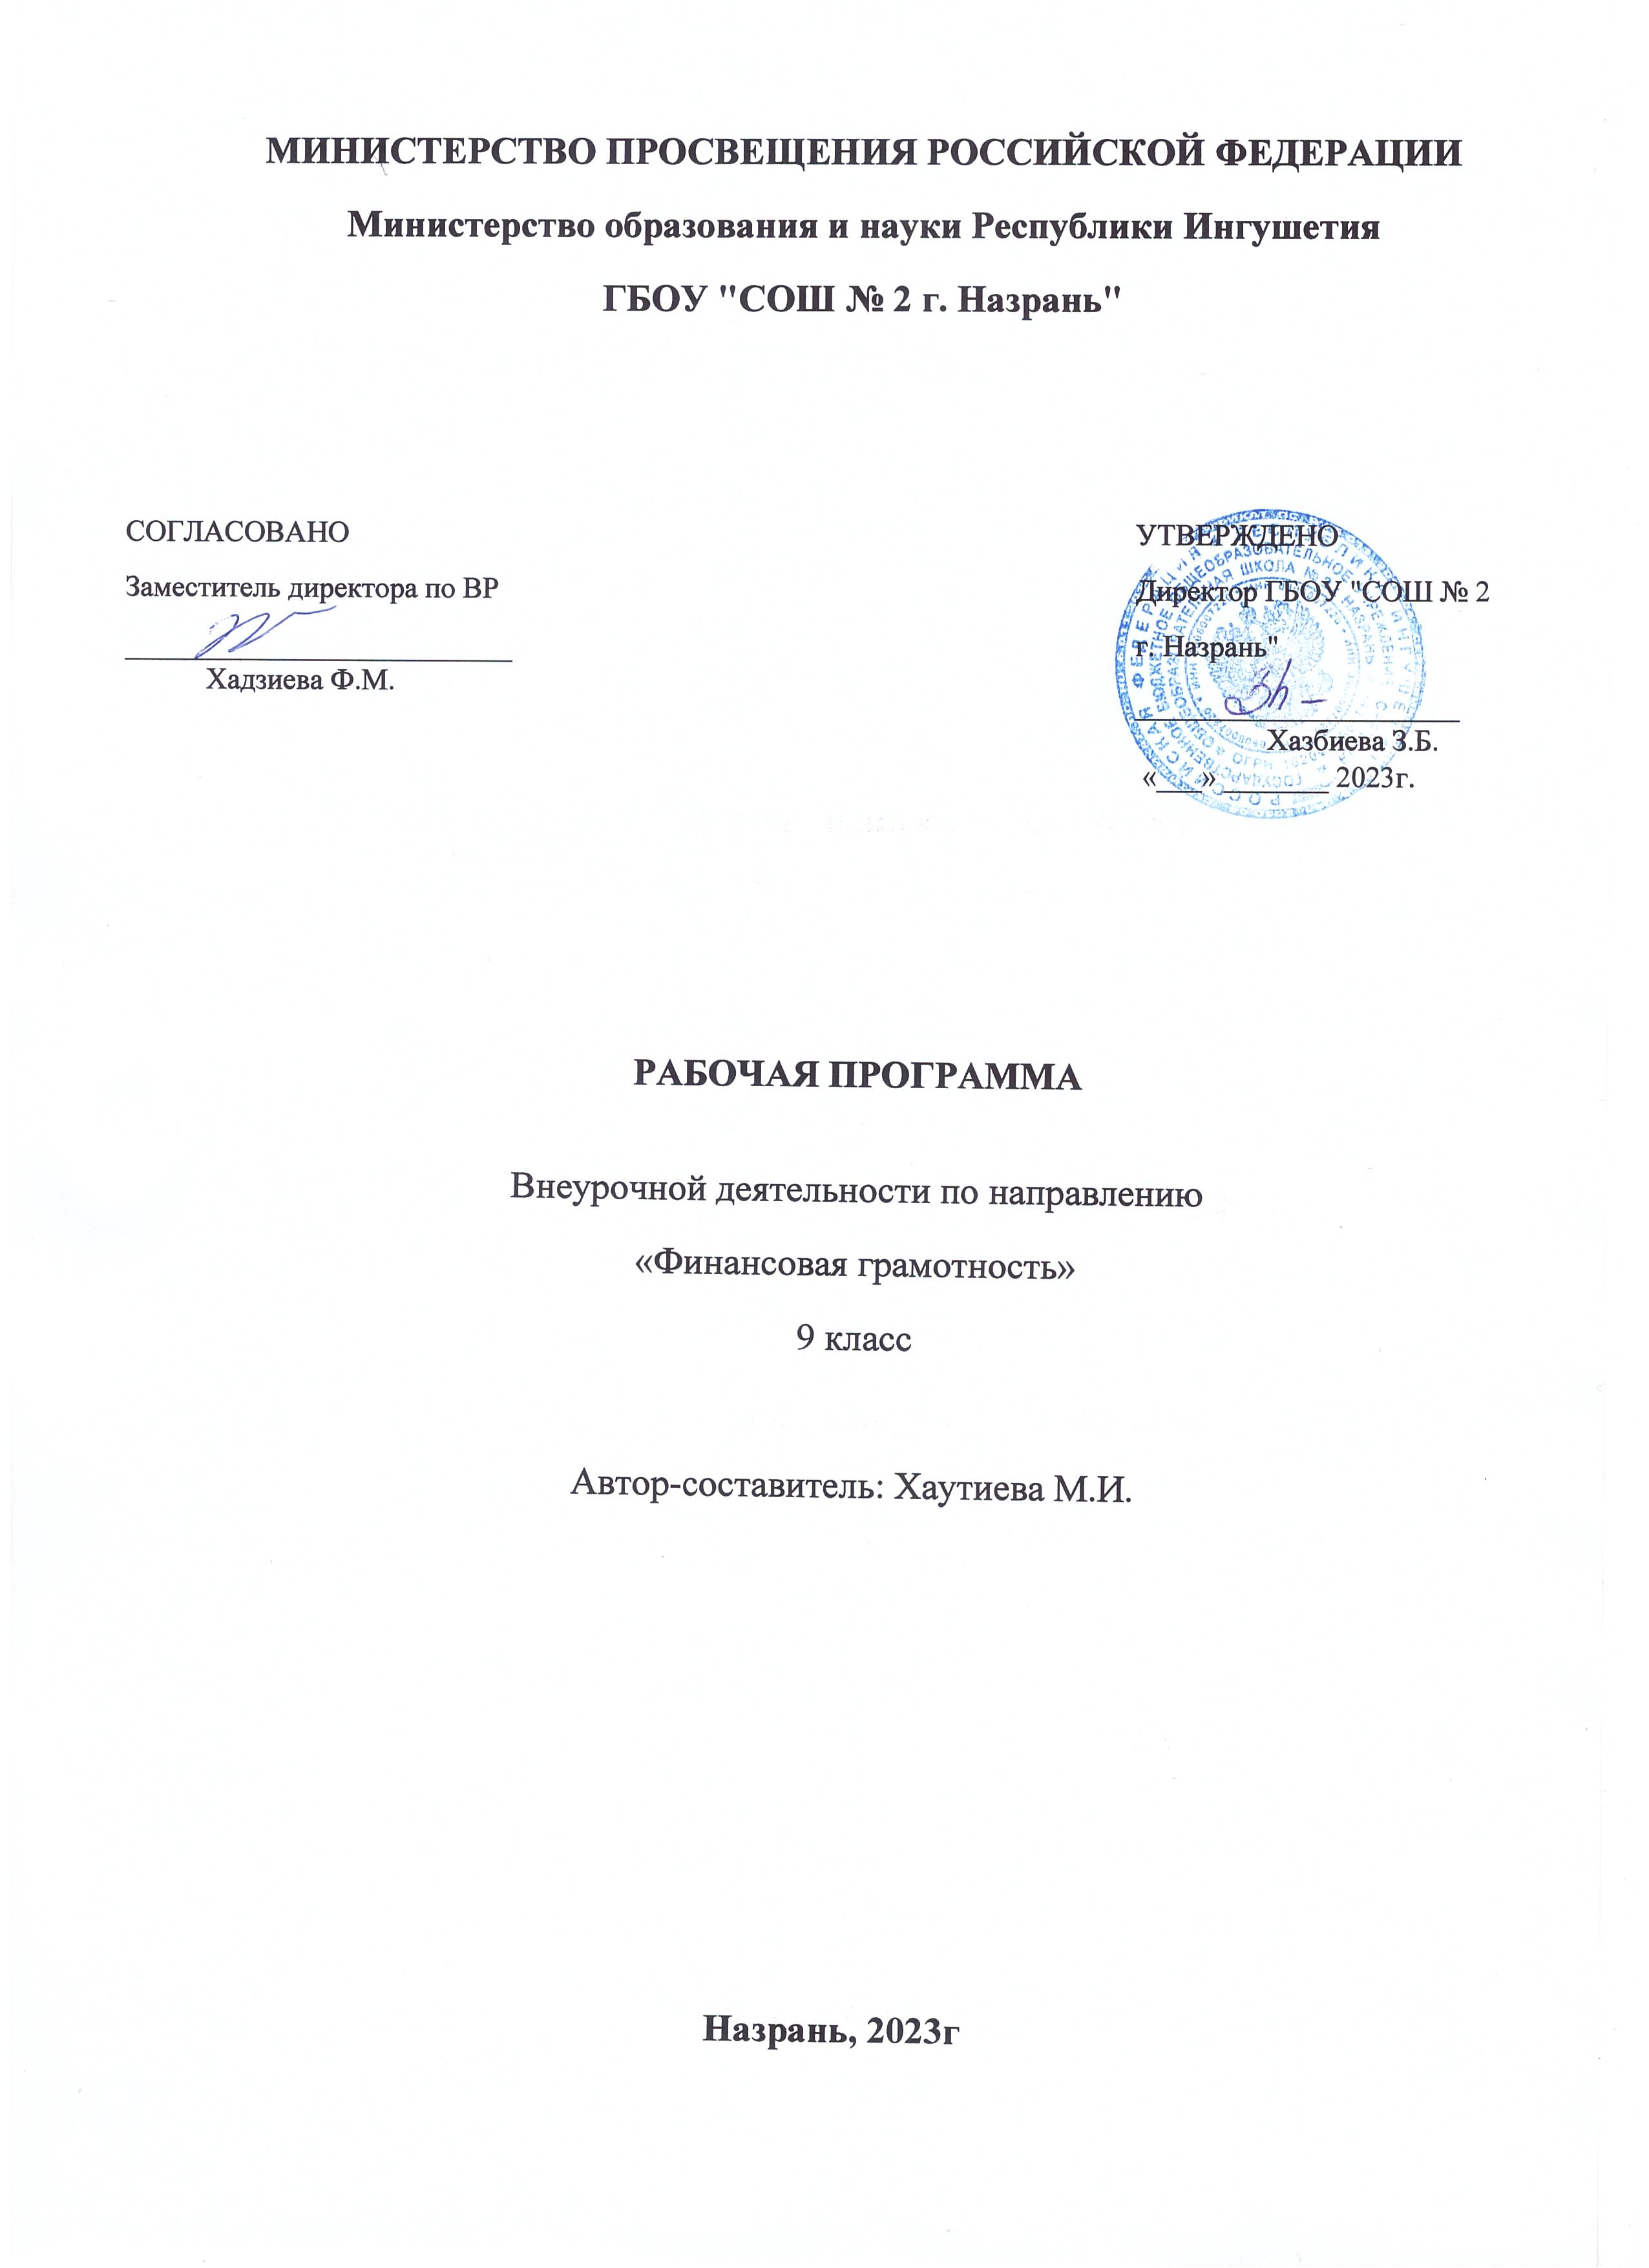 МИНИСТЕРСТВО ПРОСВЕЩЕНИЯ РОССИЙСКОЙ ФЕДЕРАЦИИ
Министерство образования и науки Республики Ингушетия
ГБОУ "СОШ № 2 г. Назрань"
СОГЛАСОВАНО
Заместитель директора по ВР
Хадзиева Ф.М.
УТВЕРЖДЕНО
Директор ГБОУ "СОШ № 2
г. Назрань"
Хазбиева З.Б.
«___» _______ 2023г.
РАБОЧАЯ ПРОГРАММА
Внеурочной деятельности по направлению
«Финансовая грамотность»
9 класс
Автор-составитель: Хаутиева М.И.
Назрань, 2023г